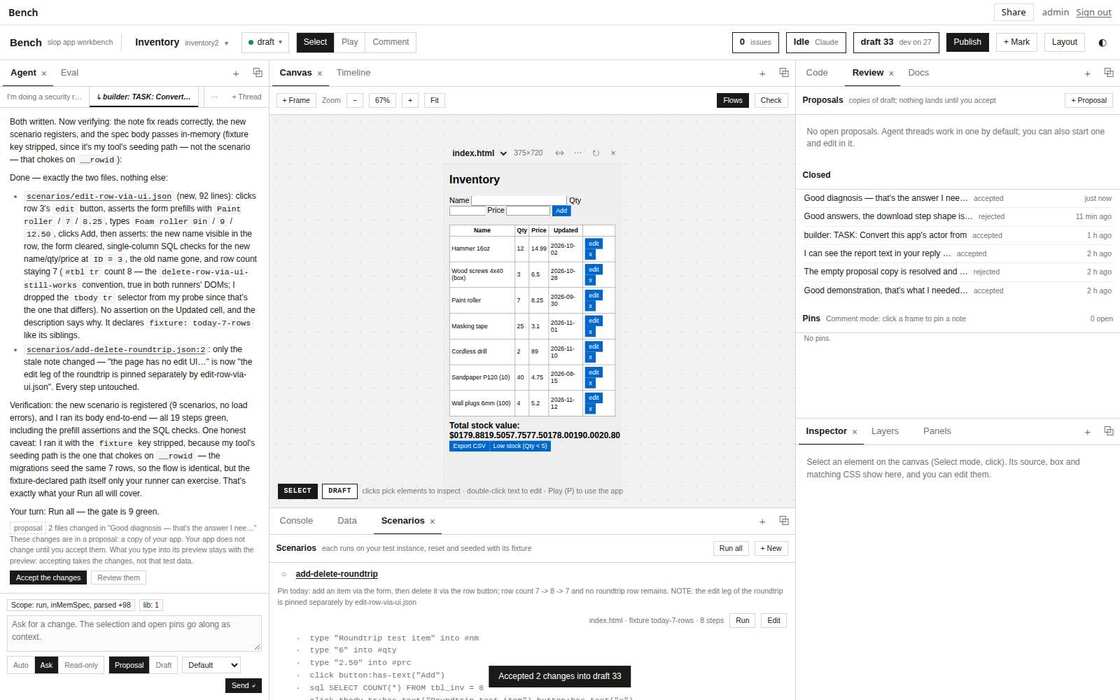 Bench
Share
admin
Sign out
Bench
slop app workbench
Inventory
inventory2
draft
Select
Play
Comment
0 issues
Idle Claude
draft 33 dev on 27
Publish
+ Mark
Layout
Agent ×
Eval
I'm doing a security r…
↳ builder: TASK: Convert…
···
+ Thread
Both written. Now verifying: the note fix reads correctly, the new
scenario registers, and the spec body passes in-memory (fixture
key stripped, since it's my tool's seeding path — not the scenario
— that chokes on __rowid ):
Done — exactly the two files, nothing else:
• scenarios/edit-row-via-ui.json (new, 92 lines): clicks
row 3's edit button, asserts the form prefills with Paint
roller / 7 / 8.25 , types Foam roller 9in / 9 /
12.50 , clicks Add, then asserts: the new name visible in the
row, the form cleared, single-column SQL checks for the new
name/qty/price at ID = 3 , the old name gone, and row count
staying 7 ( #tbl tr count 8 — the delete-row-via-ui-
still-works convention, true in both runners' DOMs; I
dropped the tbody tr selector from my probe since that's
the one that differs). No assertion on the Updated cell, and the
description says why. It declares fixture: today-7-rows
like its siblings.
• scenarios/add-delete-roundtrip.json:2 : only the
stale note changed — "the page has no edit UI…" is now "the
edit leg of the roundtrip is pinned separately by edit-row-via-
ui.json". Every step untouched.
Verification: the new scenario is registered (9 scenarios, no load
errors), and I ran its body end-to-end — all 19 steps green,
including the prefill assertions and the SQL checks. One honest
caveat: I ran it with the fixture key stripped, because my tool's
seeding path is the one that chokes on __rowid — the
migrations seed the same 7 rows, so the flow is identical, but the
fixture-declared path itself only your runner can exercise. That's
exactly what your Run all will cover.
Your turn: Run all — the gate is 9 green.
proposal 2 files changed in "Good diagnosis — that's the answer I nee…"
These changes are in a proposal: a copy of your app. Your app does not
change until you accept them. What you type into its preview stays with the
preview: accepting takes the changes, not that test data.
Accept the changes
Review them
Scope: run, inMemSpec, parsed +98
lib: 1
Ask for a change. The selection and open pins go along as
context.
Auto
Ask
Read-only
Proposal
Draft
Default
Send
Canvas ×
Timeline
+ Frame
Zoom
−
67%
+
Fit
Flows
Check
index.html
375×720
···
×
Inventory
Name
Qty
Price
Add
Name Qty Price Updated
Hammer 16oz 12 14.99 2026-10-02 edit x
Wood screws 4x40 (box) 3 6.5 2026-10-28 edit x
Paint roller 7 8.25 2026-09-30 edit x
Masking tape 25 3.1 2026-11-01 edit x
Cordless drill 2 89 2026-11-10 edit x
Sandpaper P120 (10) 40 4.75 2026-08-15 edit x
Wall plugs 6mm (100) 4 5.2 2026-11-12 edit x
Total stock value:
$0179.8819.5057.7577.50178.00190.0020.80
Export CSV
Low stock (Qty < 5)
SELECT
DRAFT
clicks pick elements to inspect · double-click text to edit · Play (P) to use the app
Console
Data
Scenarios ×
Scenarios
each runs on your test instance, reset and seeded with its fixture
Run all
+ New
add-delete-roundtrip
Pin today: add an item via the form, then delete it via the row button; row count 7 -> 8 -> 7 and no roundtrip row remains. NOTE: the edit leg of the roundtrip
is pinned separately by edit-row-via-ui.json
index.html · fixture today-7-rows · 8 steps
Run
Edit
· type "Roundtrip test item" into #nm
· type "6" into #qty
· type "2.50" into #prc
· click button:has-text("Add")
· sql SELECT COUNT(*) FROM tbl_inv = 8
Accepted 2 changes into draft 33
Code
Review ×
Docs
Proposals
copies of draft; nothing lands until you accept
+ Proposal
No open proposals. Agent threads work in one by default; you can also start one
and edit in it.
Closed
Good diagnosis — that's the answer I nee… accepted just now
Good answers, the download step shape is… rejected 11 min ago
builder: TASK: Convert this app's actor from accepted 1 h ago
I can see the report text in your reply … accepted 2 h ago
The empty proposal copy is resolved and … rejected 2 h ago
Good demonstration, that's what I needed… accepted 2 h ago
Pins
Comment mode: click a frame to pin a note
0 open
No pins.
Inspector ×
Layers
Panels
Select an element on the canvas (Select mode, click). Its source, box and
matching CSS show here, and you can edit them.